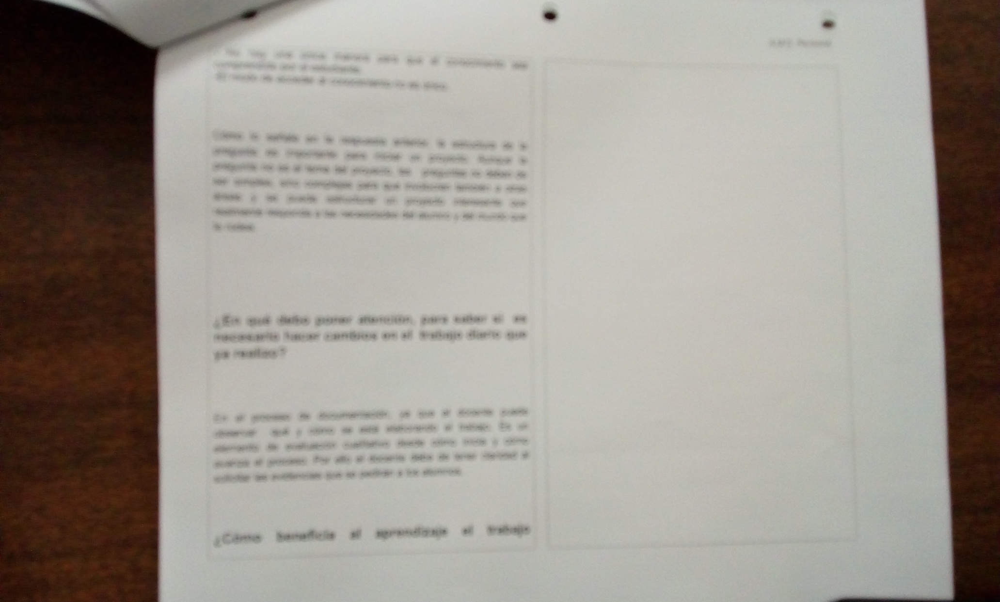 No hay una única manera para que el conocimiento sea
comprendido por el estudiante.
El modo de acceder al conocimiento no es único.
Cómo lo señale en la respuesta anterior, la estructura de la
pregunta es importante para iniciar un proyecto. Aunque la
pregunta no es el tema del proyecto, las preguntas no deben de
ser simples, sino complejas para que involucren también a otras
áreas y se puede estructurar un proyecto interesante que
realmente responda a las necesidades del alumno y del mundo que
lo rodea.
¿En qué debo poner atención, para saber si es
necesario hacer cambios en el trabajo diario que
ya realizo?
En el proceso de documentación, ya que el docente puede
observar qué y cómo se está elaborando el trabajo. Es un
elemento de evaluación cualitativo desde cómo inicia y cómo
avanza el proceso. Por ello el docente debe de tener claridad al
solicitar las evidencias que se pedirán a los alumnos.
¿Cómo beneficia al aprendizaje el trabajo